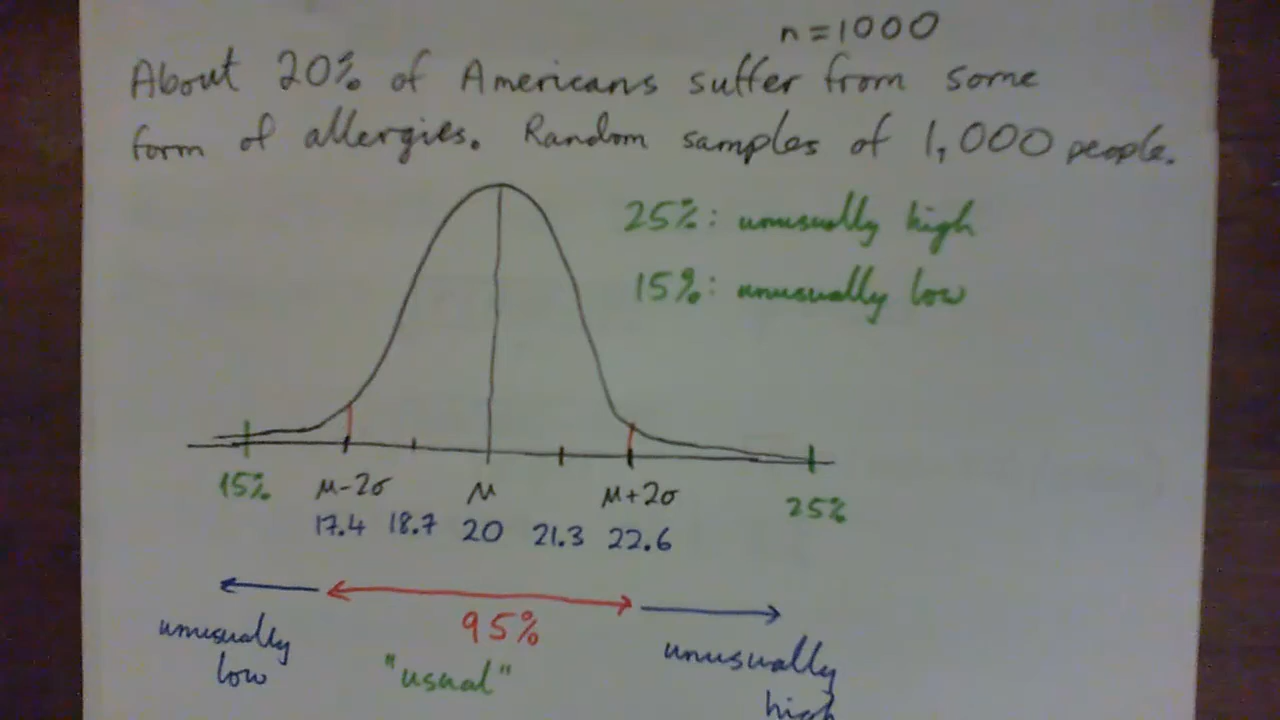 n=1000
About 20% of Americans suffer from some
form of allergies. Random samples of 1,000 people.
25%: unusually high
15%: unusually low
15% μ-2σ μ μ+2σ 25%
17.4 18.7 20 21.3 22.6
95%
unusually
low
"usual"
unusually
high